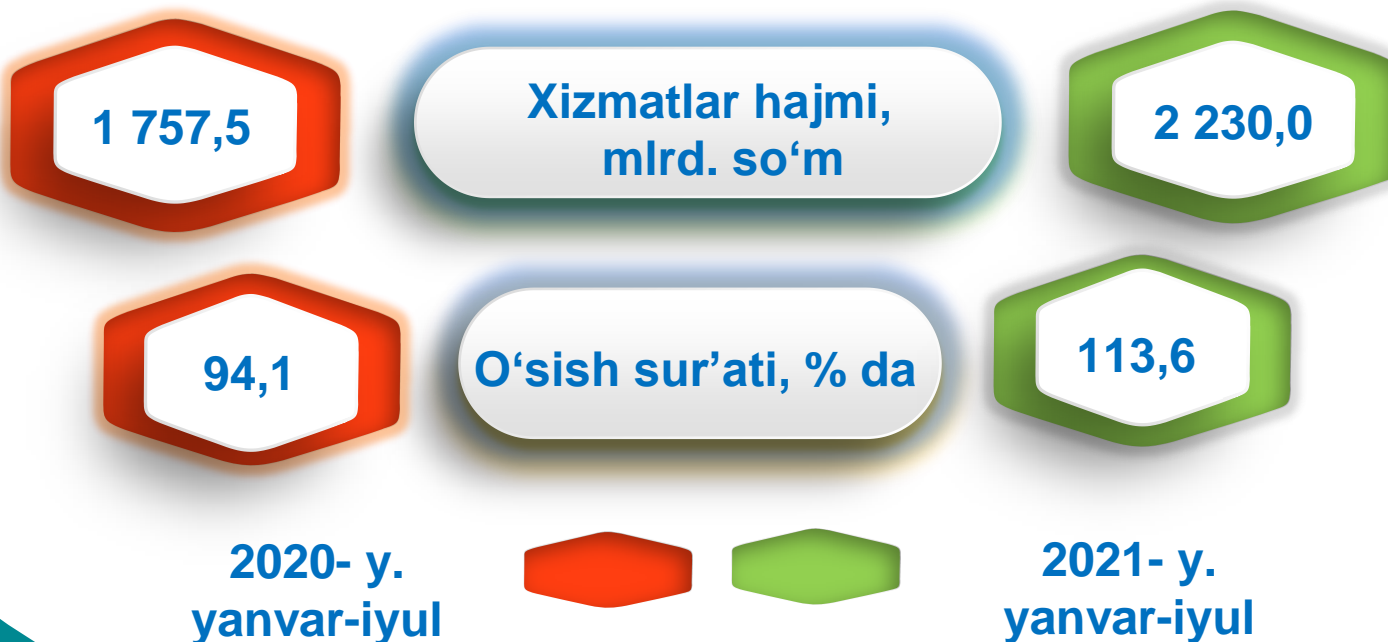 1 757,5
Xizmatlar hajmi,
mlrd. so‘m
2 230,0
94,1
O‘sish sur’ati, % da
113,6
2020- y.
yanvar-iyul
2021- y.
yanvar-iyul